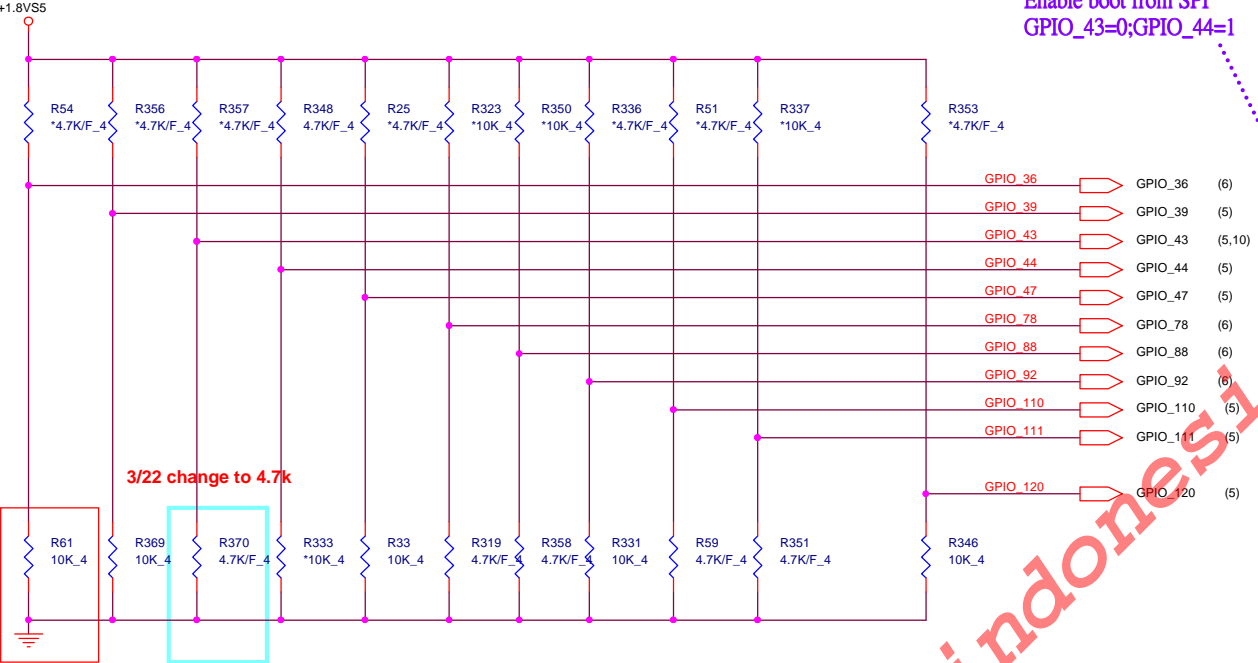 +1.8VS5
Enable boot from SPI
GPIO_43=0;GPIO_44=1
R54
*4.7K/F_4
R356
*4.7K/F_4
R357
*4.7K/F_4
R348
4.7K/F_4
R25
*4.7K/F_4
R323
*10K_4
R350
*10K_4
R336
*4.7K/F_4
R51
*4.7K/F_4
R337
*10K_4
R353
*4.7K/F_4
GPIO_36 GPIO_36 (6)
GPIO_39 GPIO_39 (5)
GPIO_43 GPIO_43 (5,10)
GPIO_44 GPIO_44 (5)
GPIO_47 GPIO_47 (5)
GPIO_78 GPIO_78 (6)
GPIO_88 GPIO_88 (6)
GPIO_92 GPIO_92 (6)
GPIO_110 GPIO_110 (5)
GPIO_111 GPIO_111 (5)
GPIO_120 GPIO_120 (5)
3/22 change to 4.7k
R61
10K_4
R369
10K_4
R370
4.7K/F_4
R333
*10K_4
R33
10K_4
R319
4.7K/F_4
R358
4.7K/F_4
R331
10K_4
R59
4.7K/F_4
R351
4.7K/F_4
R346
10K_4
indonesi